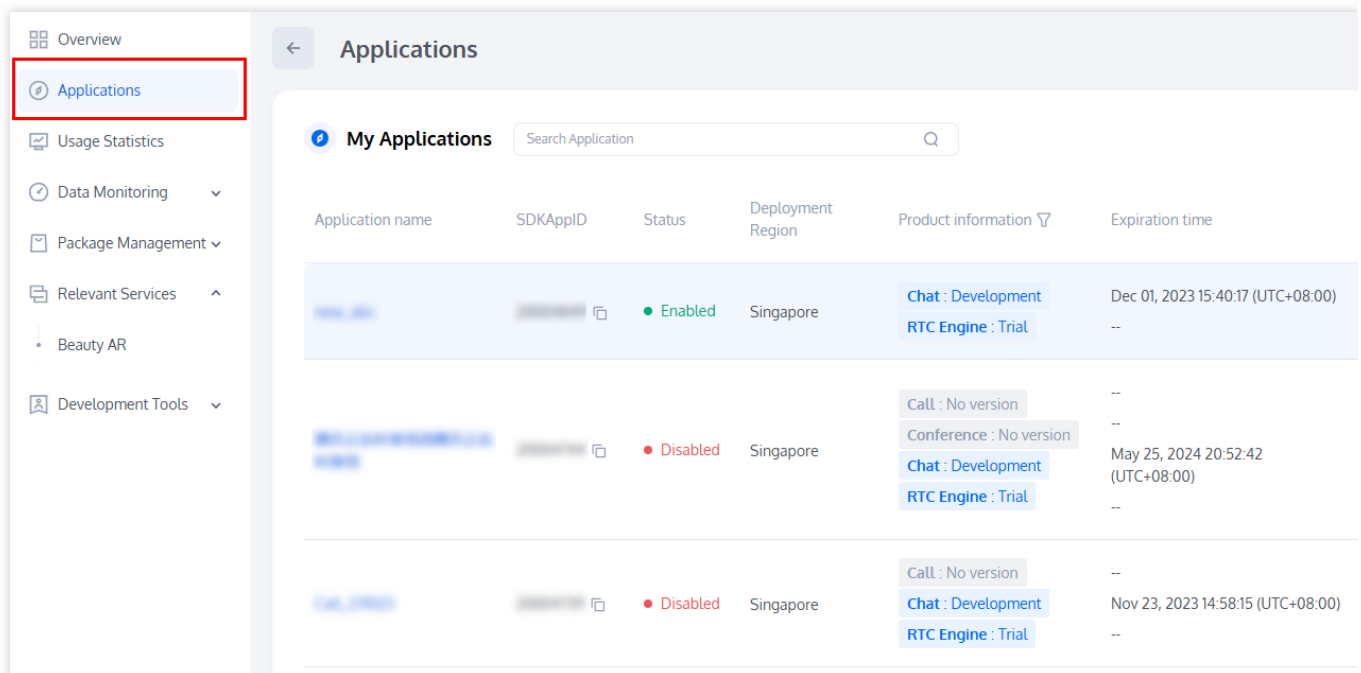 Overview
Applications
Usage Statistics
Data Monitoring
Package Management
Relevant Services
Beauty AR
Development Tools
Applications
My Applications
Search Application
Application name
SDKAppID
Status
Deployment
Region
Product information
Expiration time
Enabled
Singapore
Chat : Development
RTC Engine : Trial
Dec 01, 2023 15:40:17 (UTC+08:00)
--
Disabled
Singapore
Call : No version
Conference : No version
Chat : Development
RTC Engine : Trial
--
--
May 25, 2024 20:52:42
(UTC+08:00)
--
Disabled
Singapore
Call : No version
Chat : Development
RTC Engine : Trial
--
Nov 23, 2023 14:58:15 (UTC+08:00)
--